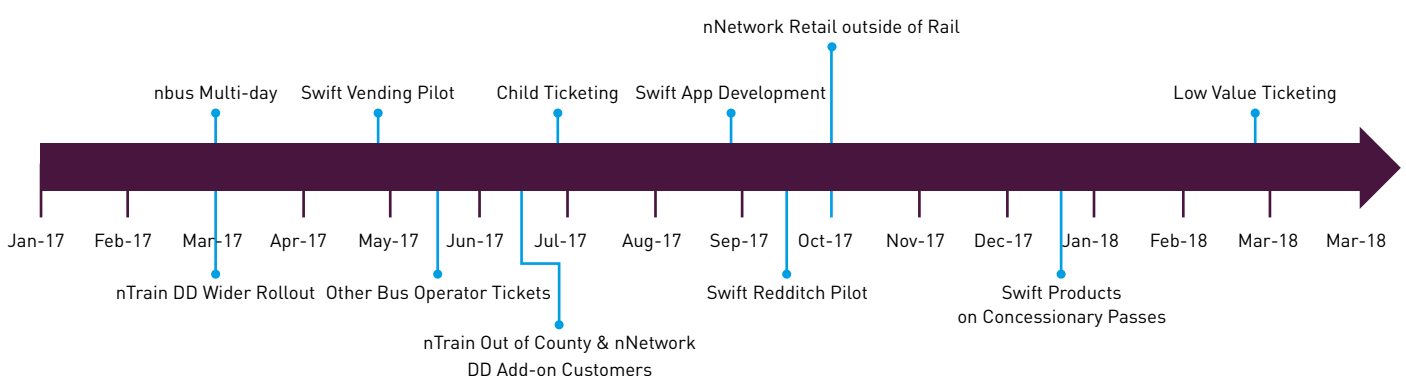 nNetwork Retail outside of Rail
nbus Multi-day
Swift Vending Pilot
Child Ticketing
Swift App Development
Low Value Ticketing
Jan-17
Feb-17
Mar-17
Apr-17
May-17
Jun-17
Jul-17
Aug-17
Sep-17
Oct-17
Nov-17
Dec-17
Jan-18
Feb-18
Mar-18
Mar-18
nTrain DD Wider Rollout
Other Bus Operator Tickets
Swift Redditch Pilot
Swift Products
on Concessionary Passes
nTrain Out of County & nNetwork
DD Add-on Customers